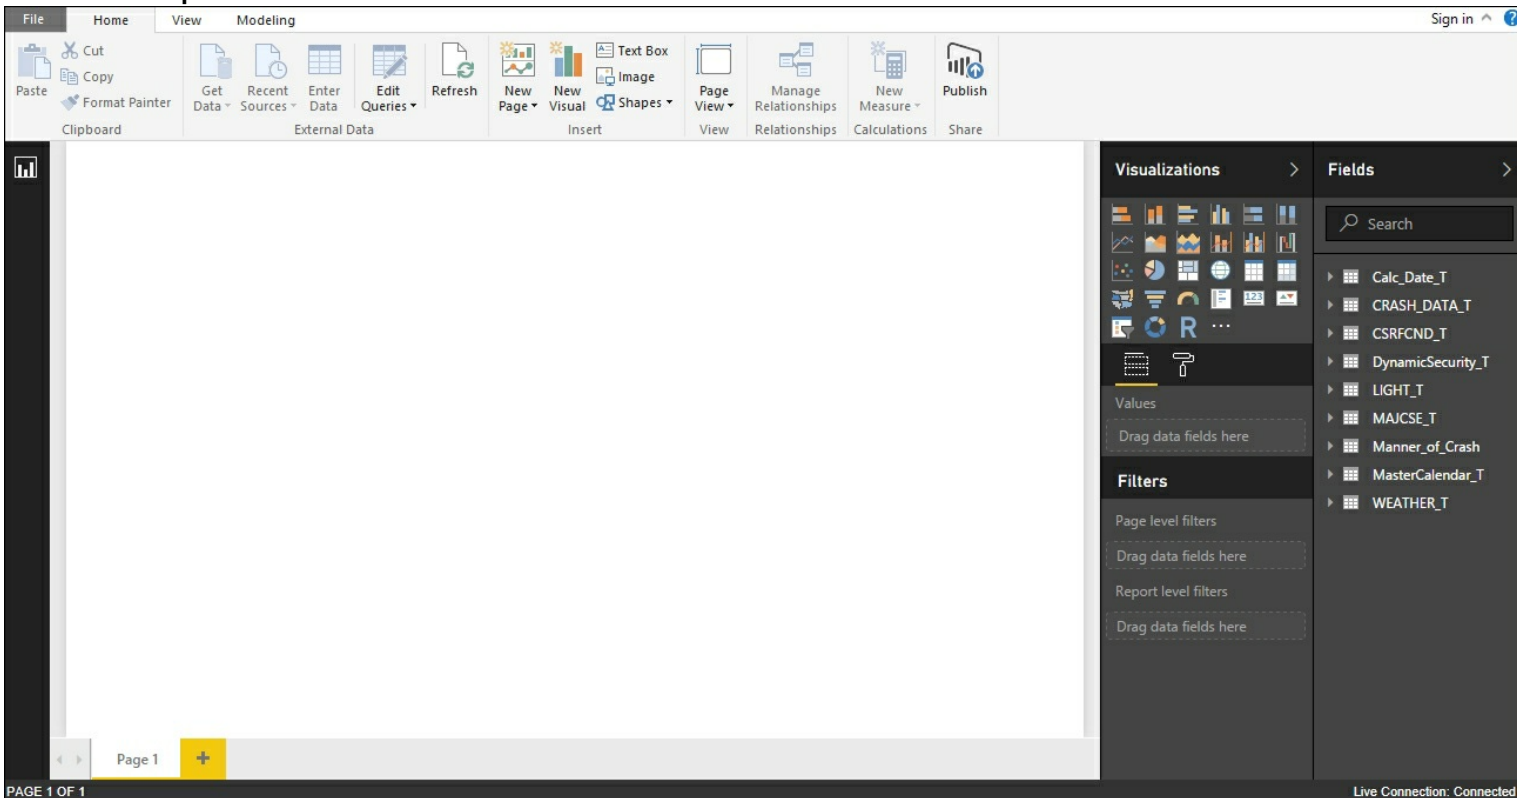 File Home View Modeling Sign in
Cut
Copy
Format Painter
Paste
Clipboard
Get Data
Recent Sources
Enter Data
Edit Queries
Refresh
External Data
New Page
New Visual
Text Box
Image
Shapes
Insert
Page View
View
Manage Relationships
Relationships
New Measure
Calculations
Publish
Share
Visualizations
R
123
Values
Drag data fields here
Filters
Page level filters
Drag data fields here
Report level filters
Drag data fields here
Fields
Search
Calc_Date_T
CRASH_DATA_T
CSRFCND_T
DynamicSecurity_T
LIGHT_T
MAJCSE_T
Manner_of_Crash
MasterCalendar_T
WEATHER_T
Page 1
PAGE 1 OF 1
Live Connection: Connected